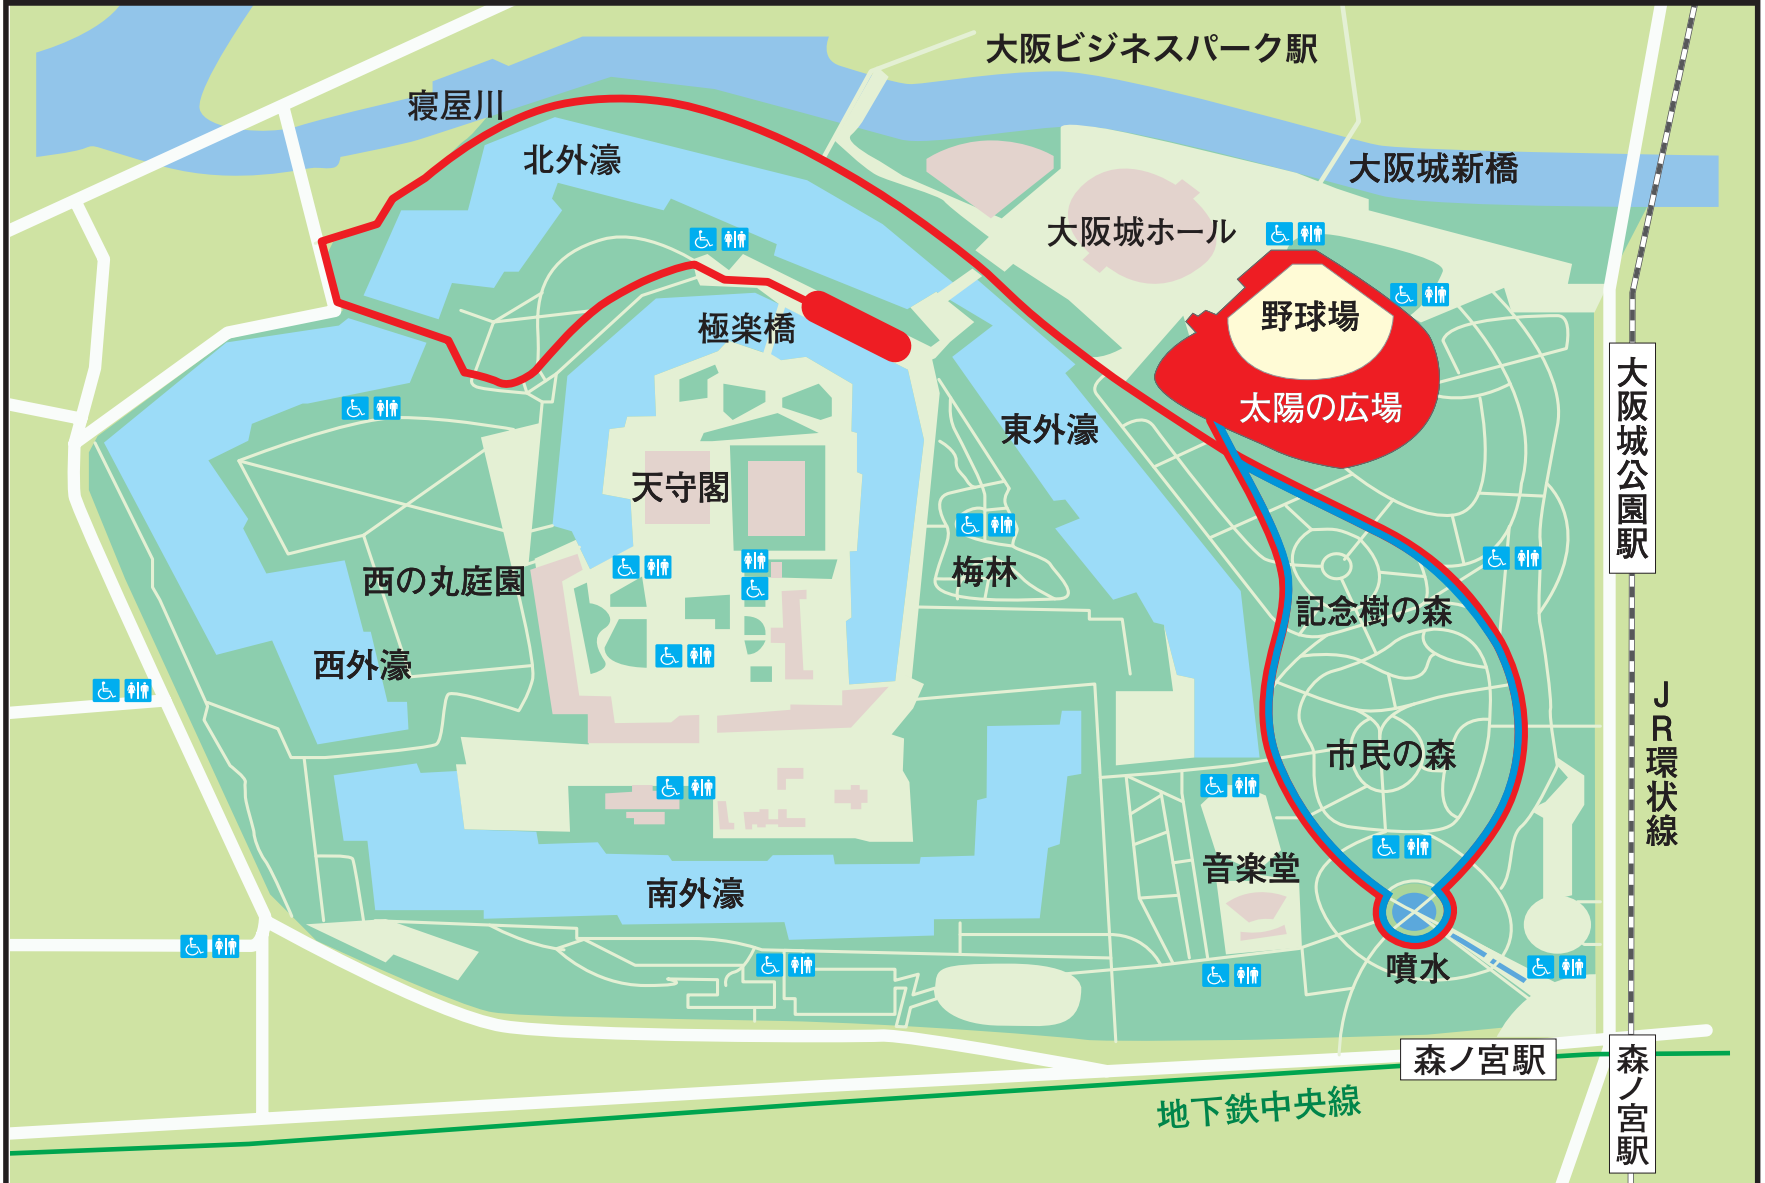 大阪ビジネスパーク駅
寝屋川
北外濠
大阪城新橋
大阪城ホール
極楽橋
野球場
太陽の広場
東外濠
大阪城公園駅
天守閣
梅林
西の丸庭園
記念樹の森
西外濠
市民の森
JR環状線
音楽堂
南外濠
噴水
森ノ宮駅
森ノ宮駅
地下鉄中央線